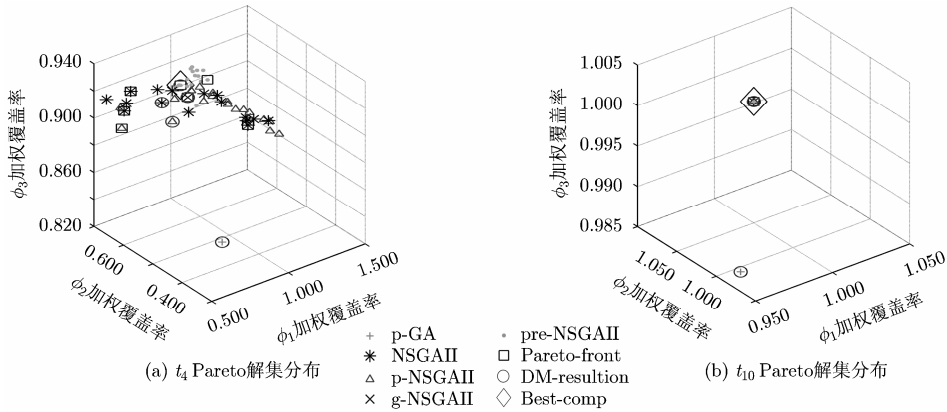 0.940
0.900
0.860
0.820
ϕ3加权覆盖率
0.600
0.400
ϕ2加权覆盖率
0.500
1.000
1.500
ϕ1加权覆盖率
(a) t4 Pareto解集分布
1.005
1.000
0.995
0.990
0.985
ϕ3加权覆盖率
1.050
1.000
ϕ2加权覆盖率
0.950
1.000
1.050
ϕ1加权覆盖率
(b) t10 Pareto解集分布
p-GA
NSGAII
p-NSGAII
g-NSGAII
pre-NSGAII
Pareto-front
DM-resultion
Best-comp